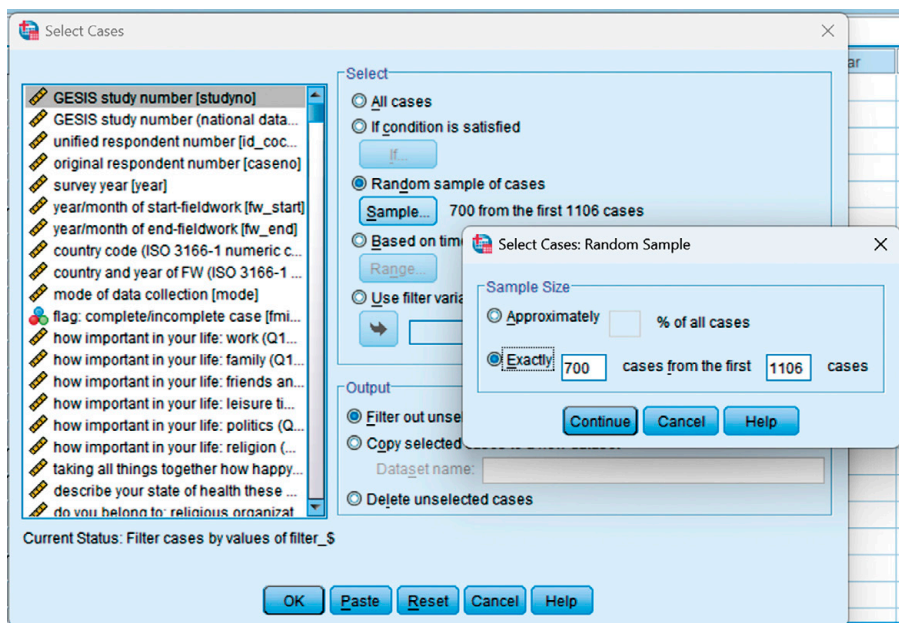 Select Cases
ar
GESIS study number [studyno]
GESIS study number (national data...
unified respondent number [id_coc...
original respondent number [caseno]
survey year [year]
year/month of start-fieldwork [fw_start]
year/month of end-fieldwork [fw_end]
country code (ISO 3166-1 numeric c...
country and year of FW (ISO 3166-1 ...
mode of data collection [mode]
flag: complete/incomplete case [fmi...
how important in your life: work (Q1...
how important in your life: family (Q1...
how important in your life: friends an...
how important in your life: leisure ti...
how important in your life: politics (Q...
how important in your life: religion (...
taking all things together how happy...
describe your state of health these ...
do you belong to: religious organizat
Select
All cases
If condition is satisfied
If...
Random sample of cases
Sample... 700 from the first 1106 cases
Based on time
Range...
Use filter varia
Output
Filter out unsel
Copy selected cases to a new dataset
Dataset name:
Delete unselected cases
Select Cases: Random Sample
Sample Size
Approximately % of all cases
Exactly 700 cases from the first 1106 cases
Continue Cancel Help
Current Status: Filter cases by values of filter_$
OK Paste Reset Cancel Help